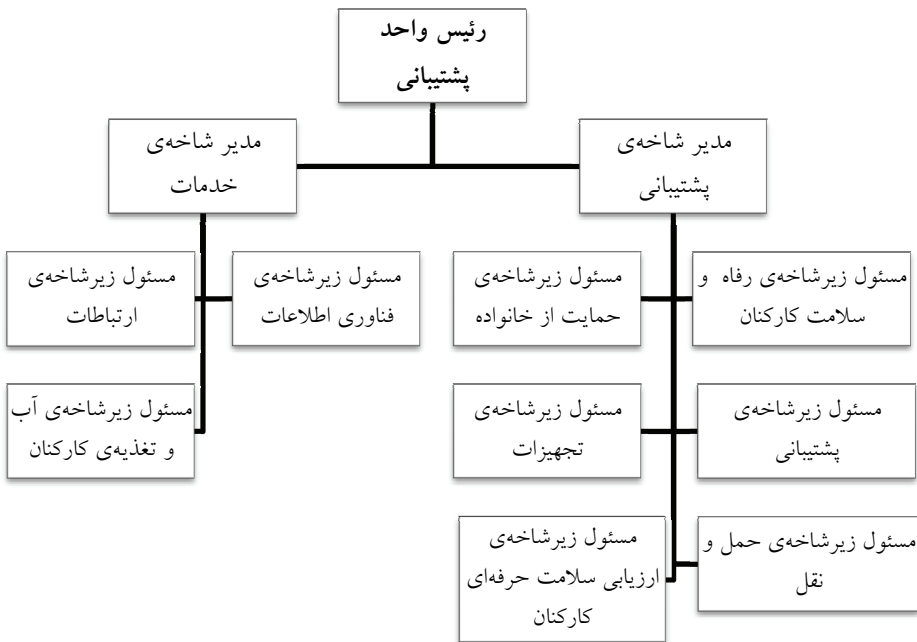 رئیس واحد
پشتیبانی
مدیر شاخه‌ی
پشتیبانی
مدیر شاخه‌ی
خدمات
مسئول زیرشاخه‌ی رفاه و
سلامت کارکنان
مسئول زیرشاخه‌ی
حمایت از خانواده
مسئول زیرشاخه‌ی
فناوری اطلاعات
مسئول زیرشاخه‌ی
ارتباطات
مسئول زیرشاخه‌ی
پشتیبانی
مسئول زیرشاخه‌ی
تجهیزات
مسئول زیرشاخه‌ی آب
و تغذیه‌ی کارکنان
مسئول زیرشاخه‌ی حمل و
نقل
مسئول زیرشاخه‌ی
ارزیابی سلامت حرفه‌ای
کارکنان